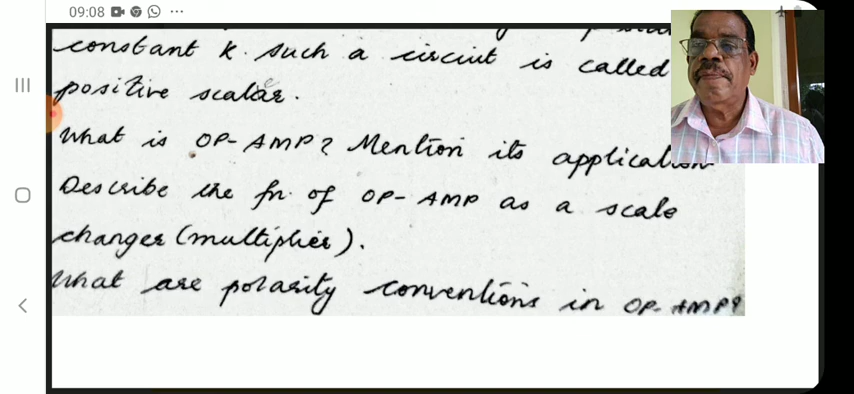 09:08
constant K. Such a circuit is called
positive scalar.
What is OP-AMP? Mention its application
Describe the fn. of OP-AMP as a scale
changer (multiplier).
What are polarity conventions in OP-AMP?